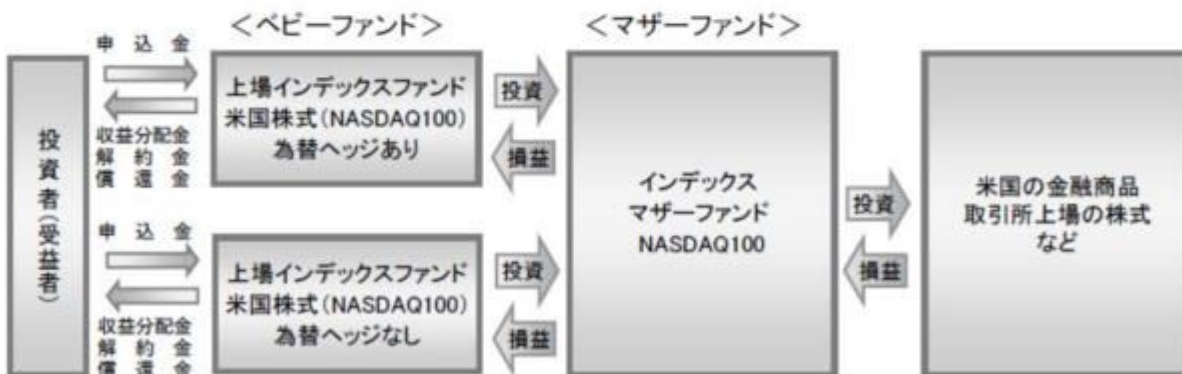 ＜ベビーファンド＞
＜マザーファンド＞
投資者（受益者）
申込金
収益分配金
解約金
償還金
上場インデックスファンド
米国株式（NASDAQ100）
為替ヘッジあり
投資
損益
申込金
収益分配金
解約金
償還金
上場インデックスファンド
米国株式（NASDAQ100）
為替ヘッジなし
投資
損益
インデックス
マザーファンド
NASDAQ100
投資
損益
米国の金融商品
取引所上場の株式
など